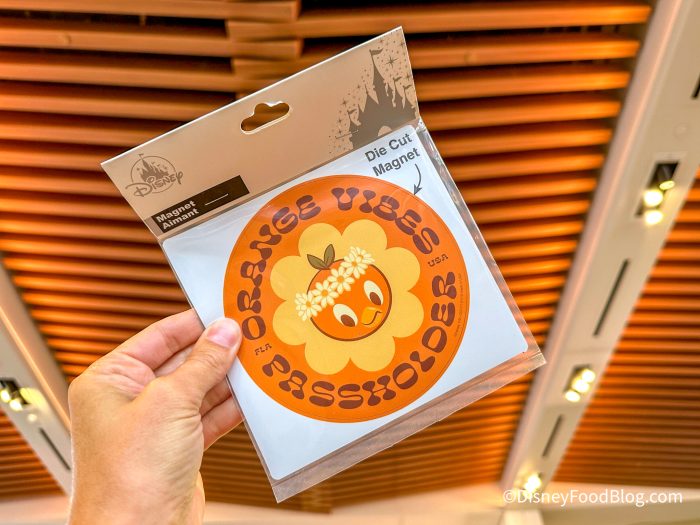 Disney
Magnet
Aimant
Die Cut
Magnet
ORANGE VIBES
FLA
USA
PASSHOLDER
©DisneyFoodBlog.com